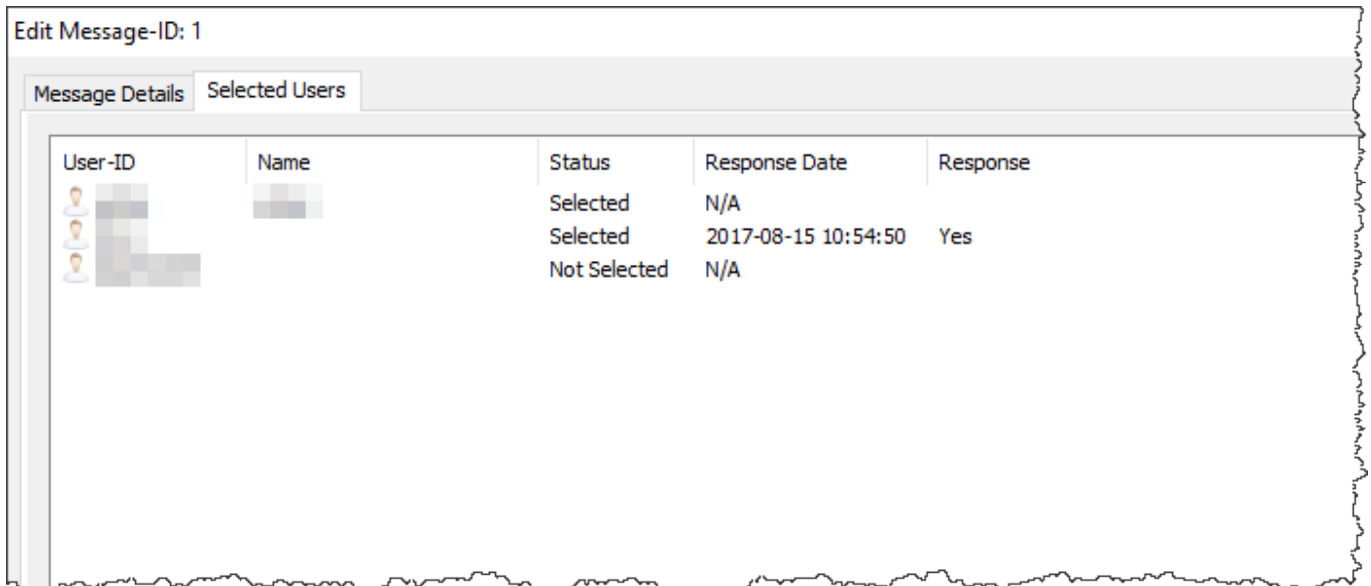 Edit Message-ID: 1
Message Details Selected Users
User-ID Name Status Response Date Response
Selected N/A
Selected 2017-08-15 10:54:50 Yes
Not Selected N/A